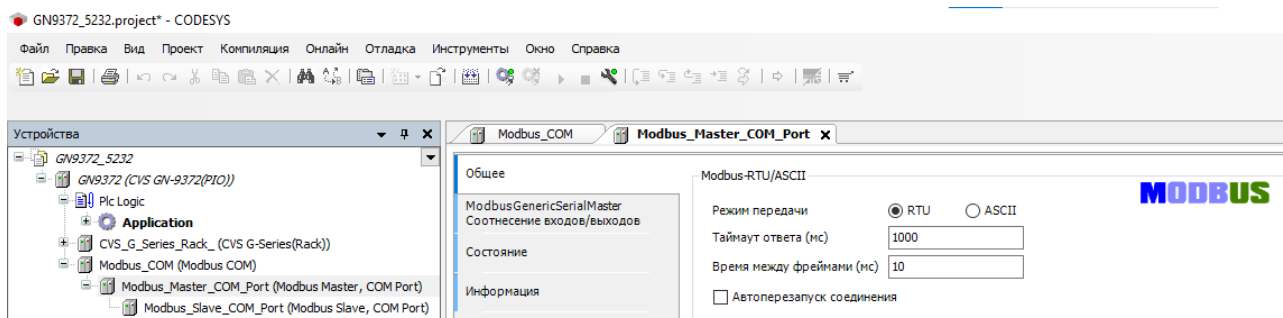 GN9372_5232.project* - CODESYS
Файл Правка Вид Проект Компиляция Онлайн Отладка Инструменты Окно Справка
Устройства
GN9372_5232
GN9372 (CVS GN-9372(PIO))
Plc Logic
Application
CVS_G_Series_Rack_ (CVS G-Series(Rack))
Modbus_COM (Modbus COM)
Modbus_Master_COM_Port (Modbus Master, COM Port)
Modbus_Slave_COM_Port (Modbus Slave, COM Port)
Modbus_COM Modbus_Master_COM_Port
Общее
ModbusGenericSerialMaster
Соотнесение входов/выходов
Состояние
Информация
Modbus-RTU/ASCII
MODBUS
Режим передачи RTU ASCII
Таймаут ответа (мс) 1000
Время между фреймами (мс) 10
Автоперезапуск соединения